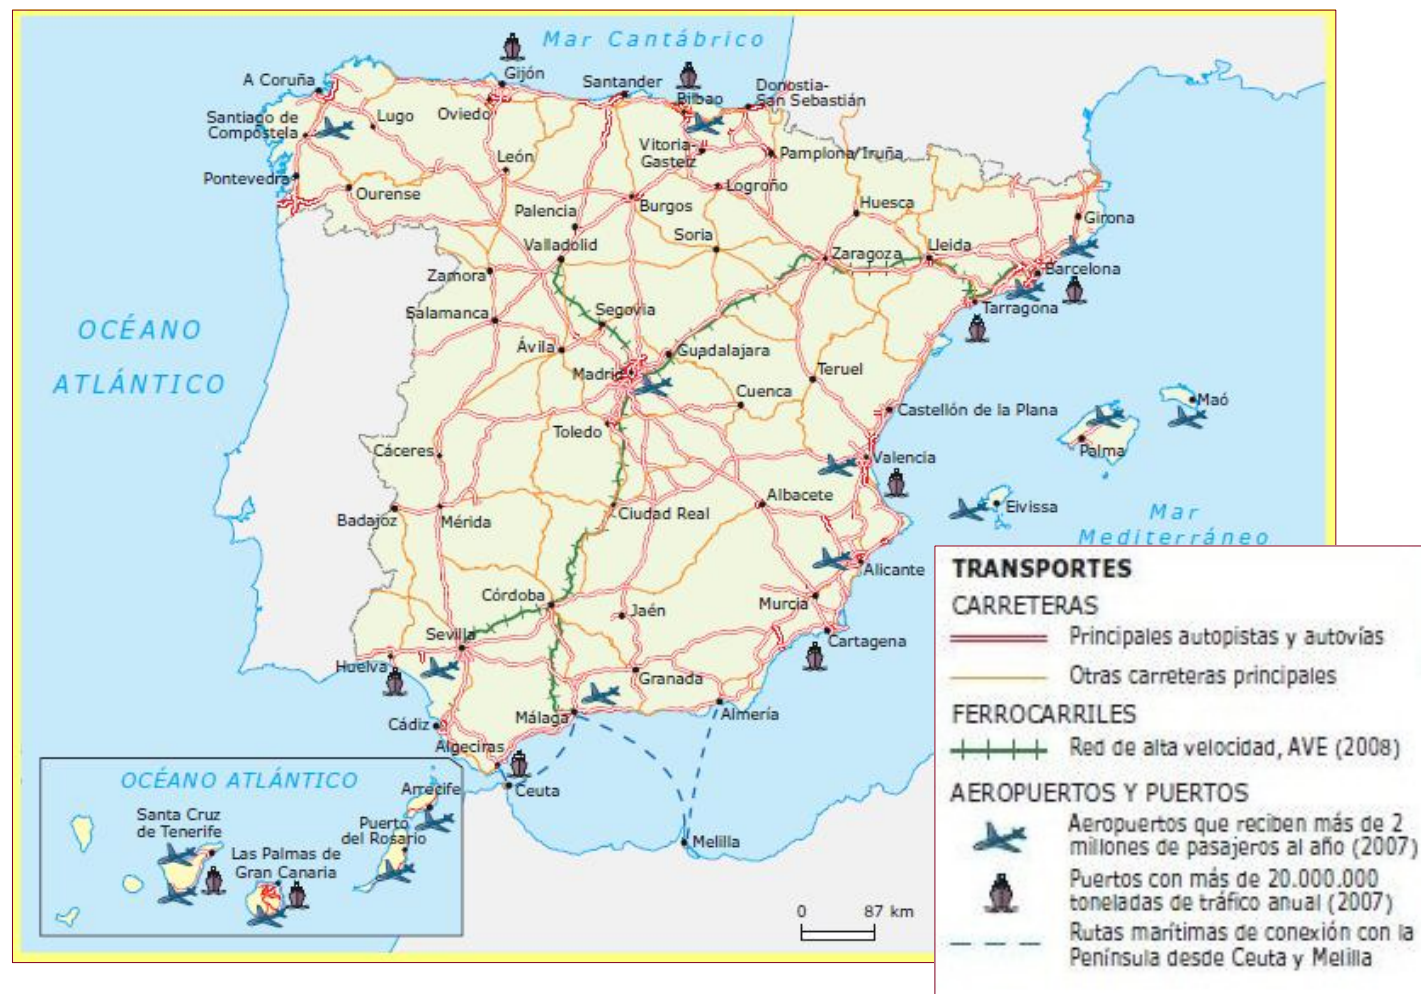 Mar Cantábrico
Gijón
A Coruña
Santander
Donostia-
San Sebastián
Bilbao
Santiago de
Compostela
Lugo
Oviedo
Vitoria-
Gasteiz
Pamplona/Iruña
León
Pontevedra
Ourense
Logroño
Huesca
Palencia
Burgos
Girona
Soria
Valladolid
Zaragoza
Lleida
Barcelona
Zamora
Salamanca
Segovia
Tarragona
OCÉANO
ATLÁNTICO
Ávila
Guadalajara
Madrid
Teruel
Cuenca
Maó
Castellón de la Plana
Toledo
Palma
Cáceres
Valencia
Albacete
Eivissa
Badajoz
Mérida
Ciudad Real
Mar
Mediterráneo
Alicante
Córdoba
Jaén
Murcia
Sevilla
Cartagena
Huelva
Granada
Cádiz
Málaga
Almería
Algeciras
Ceuta
Melilla
OCÉANO ATLÁNTICO
Arrecife
Santa Cruz
de Tenerife
Puerto
del Rosario
Las Palmas de
Gran Canaria
0 87 km
TRANSPORTES
CARRETERAS
Principales autopistas y autovías
Otras carreteras principales
FERROCARRILES
Red de alta velocidad, AVE (2008)
AEROPUERTOS Y PUERTOS
Aeropuertos que reciben más de 2
millones de pasajeros al año (2007)
Puertos con más de 20.000.000
toneladas de tráfico anual (2007)
Rutas marítimas de conexión con la
Península desde Ceuta y Melilla